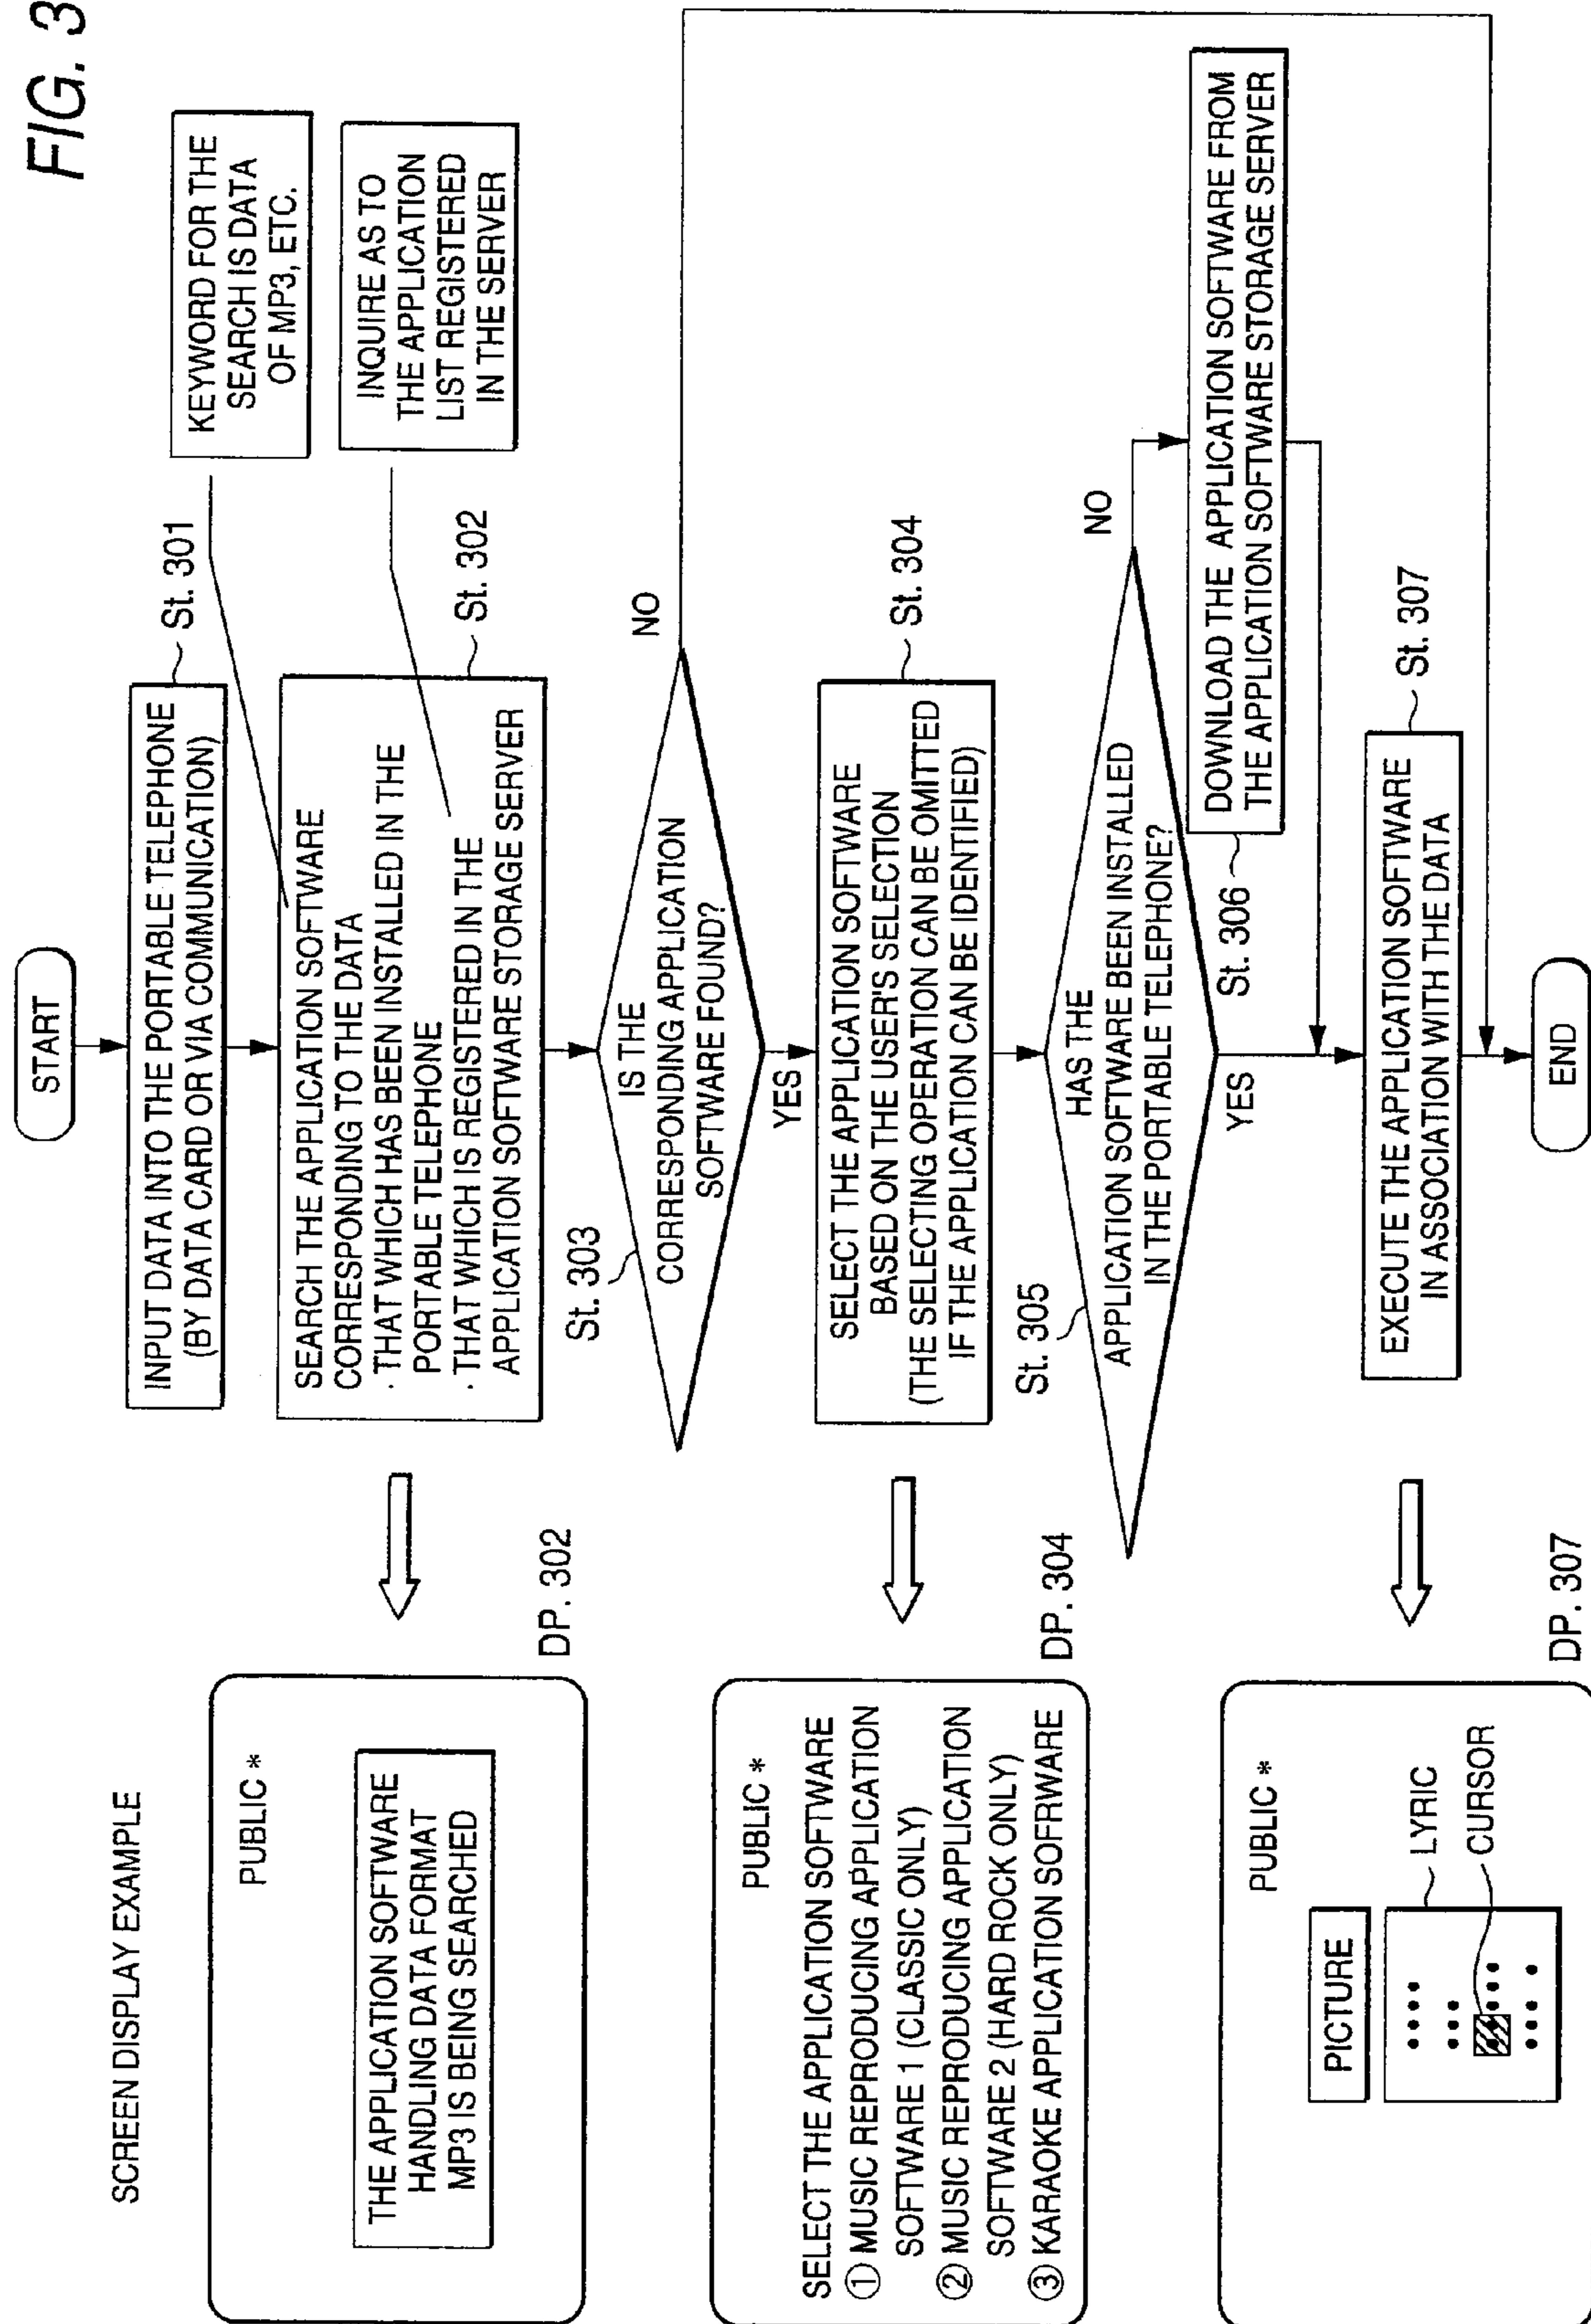 FIG. 3
SCREEN DISPLAY EXAMPLE
START
INPUT DATA INTO THE PORTABLE TELEPHONE
(BY DATA CARD OR VIA COMMUNICATION)
St. 301
KEYWORD FOR THE
SEARCH IS DATA
OF MP3, ETC.
SEARCH THE APPLICATION SOFTWARE
CORRESPONDING TO THE DATA
· THAT WHICH HAS BEEN INSTALLED IN THE
PORTABLE TELEPHONE
· THAT WHICH IS REGISTERED IN THE
APPLICATION SOFTWARE STORAGE SERVER
St. 302
INQUIRE AS TO
THE APPLICATION
LIST REGISTERED
IN THE SERVER
PUBLIC *
THE APPLICATION SOFTWARE
HANDLING DATA FORMAT
MP3 IS BEING SEARCHED
DP. 302
St. 303
IS THE
CORRESPONDING APPLICATION
SOFTWARE FOUND?
NO
YES
SELECT THE APPLICATION SOFTWARE
BASED ON THE USER'S SELECTION
(THE SELECTING OPERATION CAN BE OMITTED
IF THE APPLICATION CAN BE IDENTIFIED)
St. 304
PUBLIC *
SELECT THE APPLICATION SOFTWARE
① MUSIC REPRODUCING APPLICATION
SOFTWARE 1 (CLASSIC ONLY)
② MUSIC REPRODUCING APPLICATION
SOFTWARE 2 (HARD ROCK ONLY)
③ KARAOKE APPLICATION SOFRWARE
DP. 304
St. 305
HAS THE
APPLICATION SOFTWARE BEEN INSTALLED
IN THE PORTABLE TELEPHONE?
NO
YES
St. 306
DOWNLOAD THE APPLICATION SOFTWARE FROM
THE APPLICATION SOFTWARE STORAGE SERVER
EXECUTE THE APPLICATION SOFTWARE
IN ASSOCIATION WITH THE DATA
St. 307
PUBLIC *
PICTURE
LYRIC
CURSOR
DP. 307
END